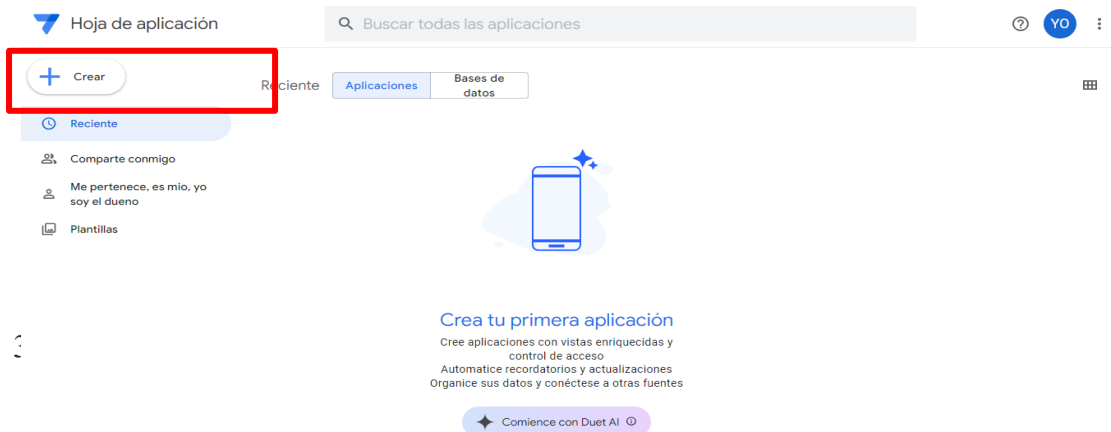 Hoja de aplicación
Buscar todas las aplicaciones
YO
Crear
Reciente
Aplicaciones
Bases de
datos
Reciente
Comparte conmigo
Me pertenece, es mio, yo
soy el dueno
Plantillas
Crea tu primera aplicación
Cree aplicaciones con vistas enriquecidas y
control de acceso
Automatice recordatorios y actualizaciones
Organice sus datos y conéctese a otras fuentes
Comience con Duet AI